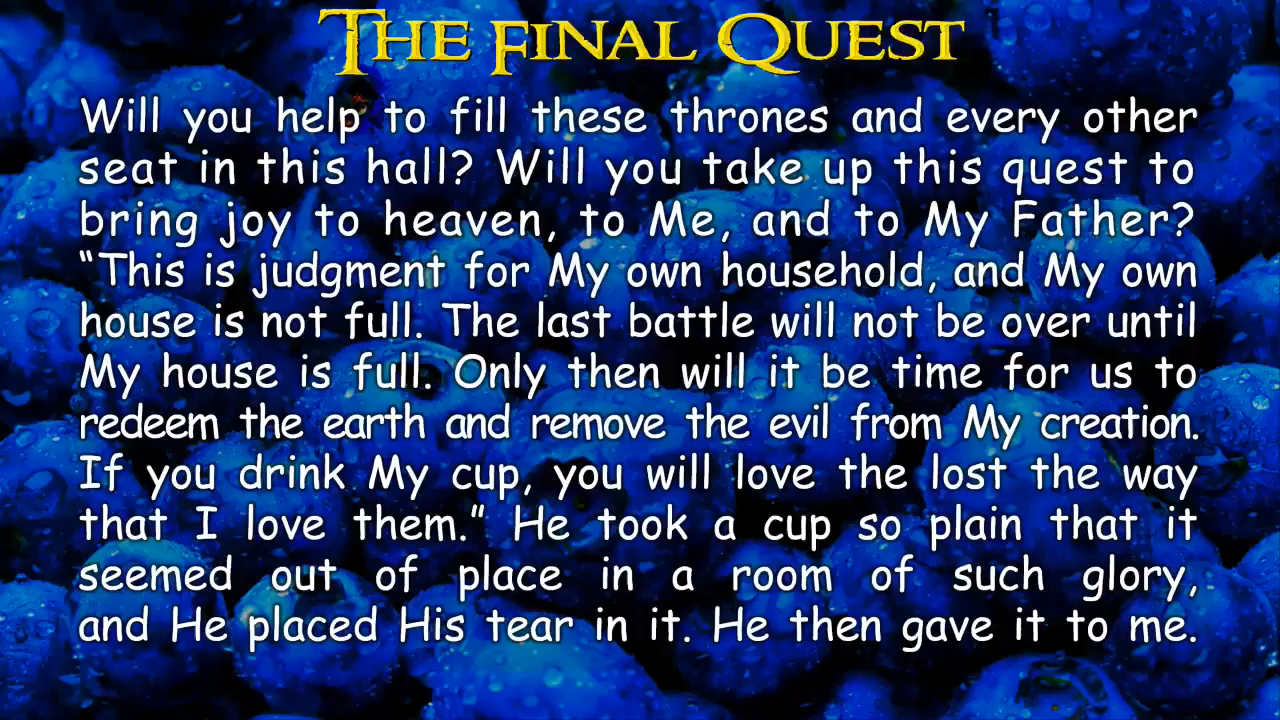 THE FINAL QUEST
Will you help to fill these thrones and every other
seat in this hall? Will you take up this quest to
bring joy to heaven, to Me, and to My Father?
“This is judgment for My own household, and My own
house is not full. The last battle will not be over until
My house is full. Only then will it be time for us to
redeem the earth and remove the evil from My creation.
If you drink My cup, you will love the lost the way
that I love them.” He took a cup so plain that it
seemed out of place in a room of such glory,
and He placed His tear in it. He then gave it to me.